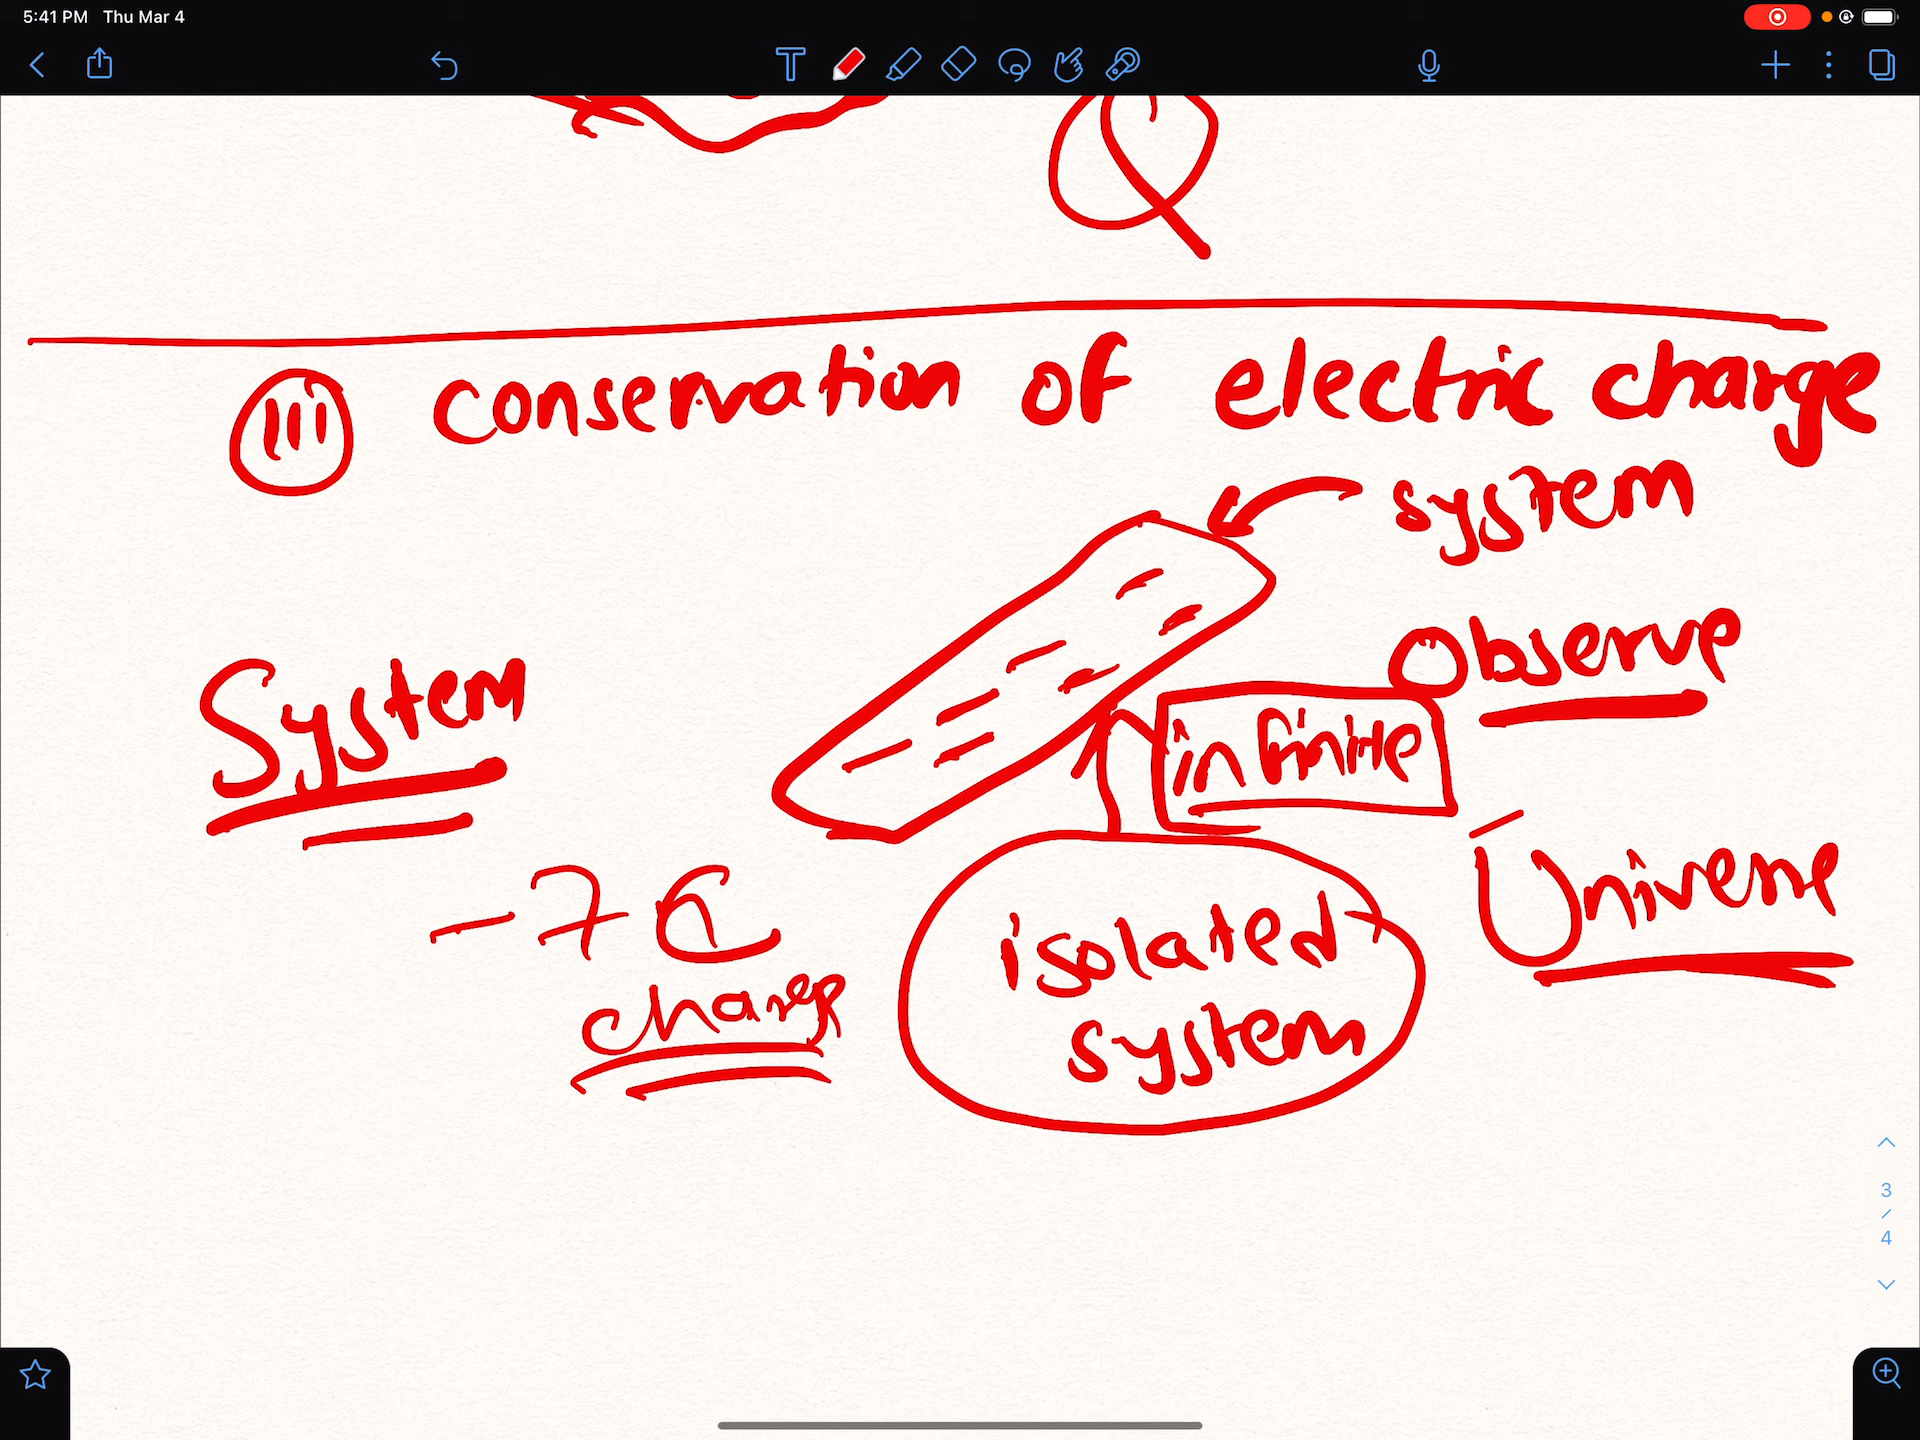 5:41 PM Thu Mar 4
T
Q
III conservation of electric charge
system
Observe
System
infinite
Universe
-7 C
isolated
charge
system
3
/
4